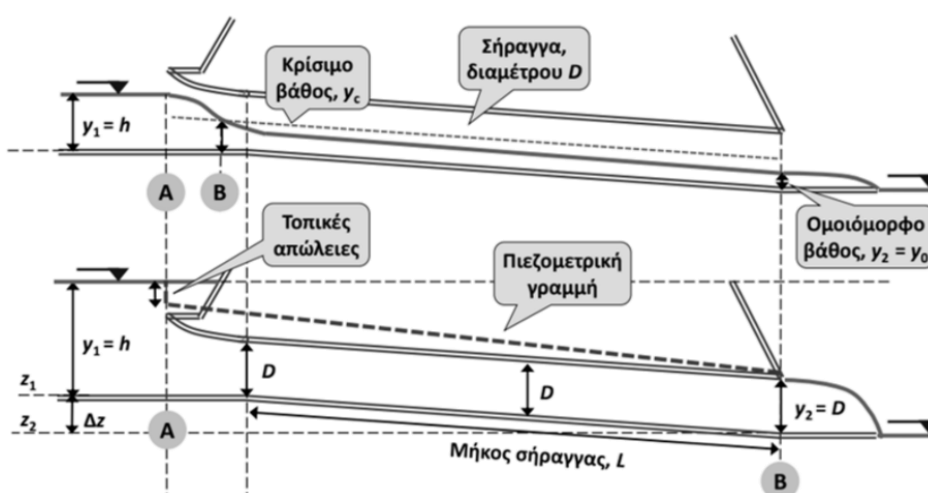 Σήραγγα,
διαμέτρου D
Κρίσιμο
βάθος, yc
y1 = h
A
B
Ομοιόμορφο
βάθος, y2 = y0
Τοπικές
απώλειες
Πιεζομετρική
γραμμή
y1 = h
D
D
z1
z2
Δz
y2 = D
A
Μήκος σήραγγας, L
B